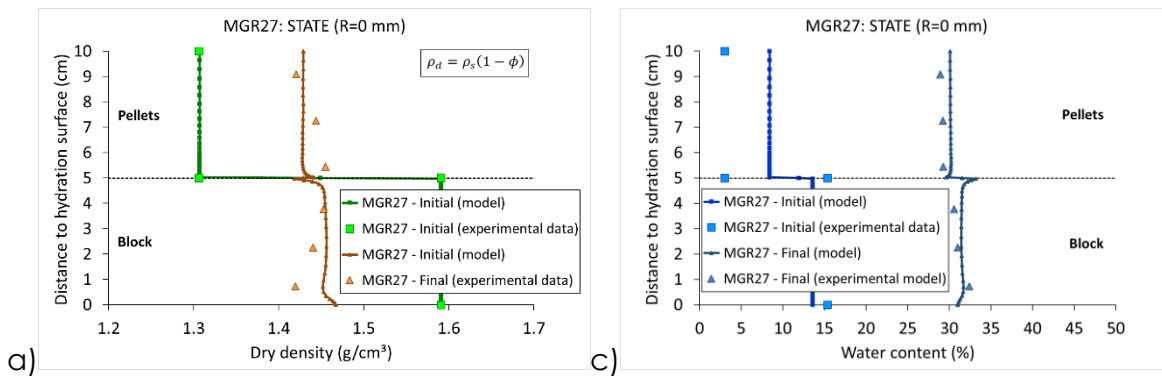 MGR27: STATE (R=0 mm)
Distance to hydration surface (cm)
10
9
8
7
6
5
4
3
2
1
0
ρ_d = ρ_s(1 − ϕ)
Pellets
Block
MGR27 - Initial (model)
MGR27 - Initial (experimental data)
MGR27 - Initial (model)
MGR27 - Final (experimental data)
1.2 1.3 1.4 1.5 1.6 1.7
Dry density (g/cm³)
a)
MGR27: STATE (R=0 mm)
Distance to hydration surface (cm)
10
9
8
7
6
5
4
3
2
1
0
Pellets
MGR27 - Initial (model)
MGR27 - Initial (experimental data)
MGR27 - Final (model)
MGR27 - Final (experimental model)
Block
0 5 10 15 20 25 30 35 40 45 50
Water content (%)
c)